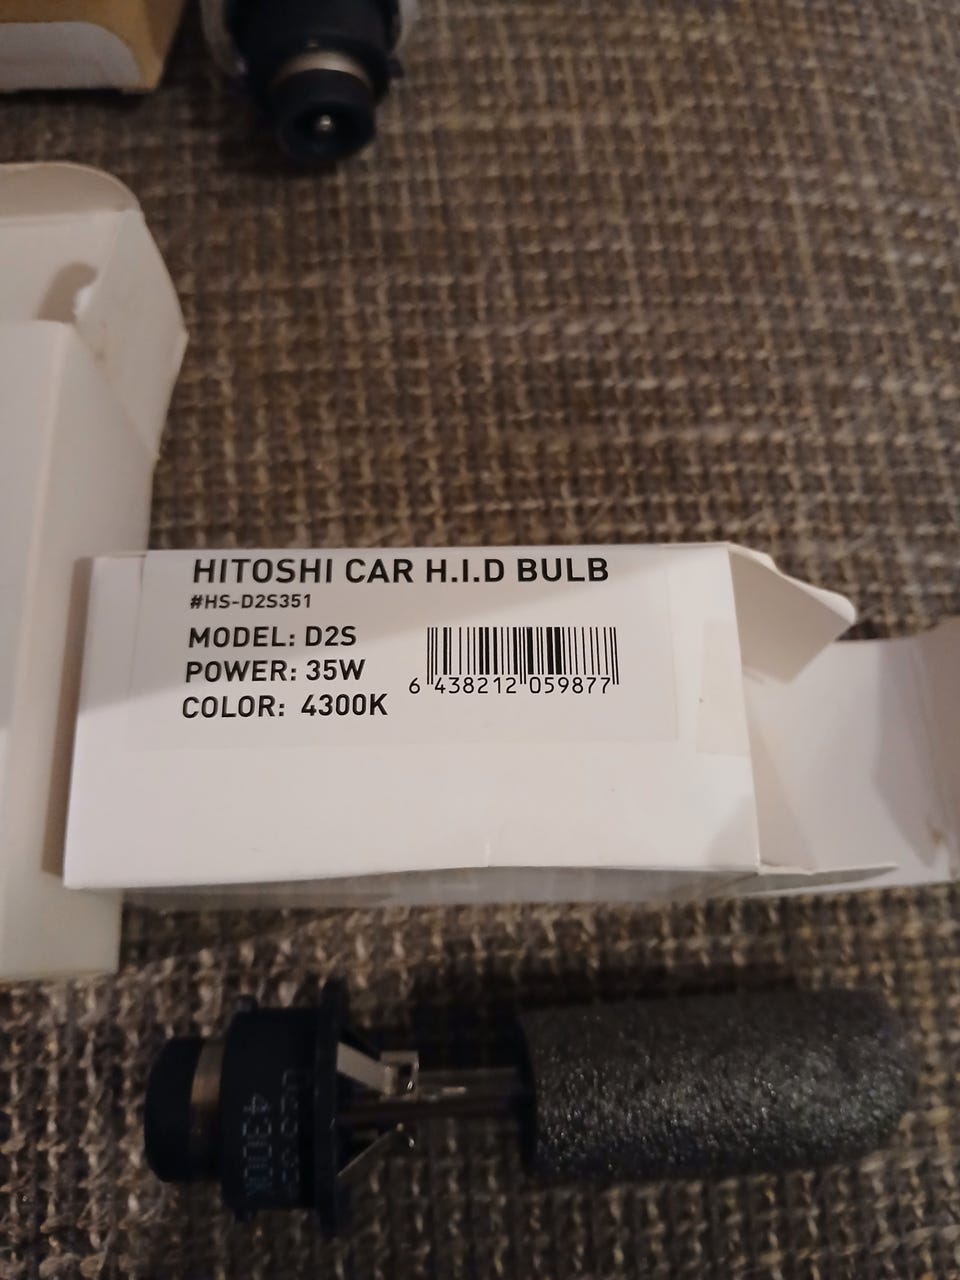 HITOSHI CAR H.I.D BULB
#HS-D2S351
MODEL: D2S
POWER: 35W
COLOR: 4300K
6 438212 059877
4300K